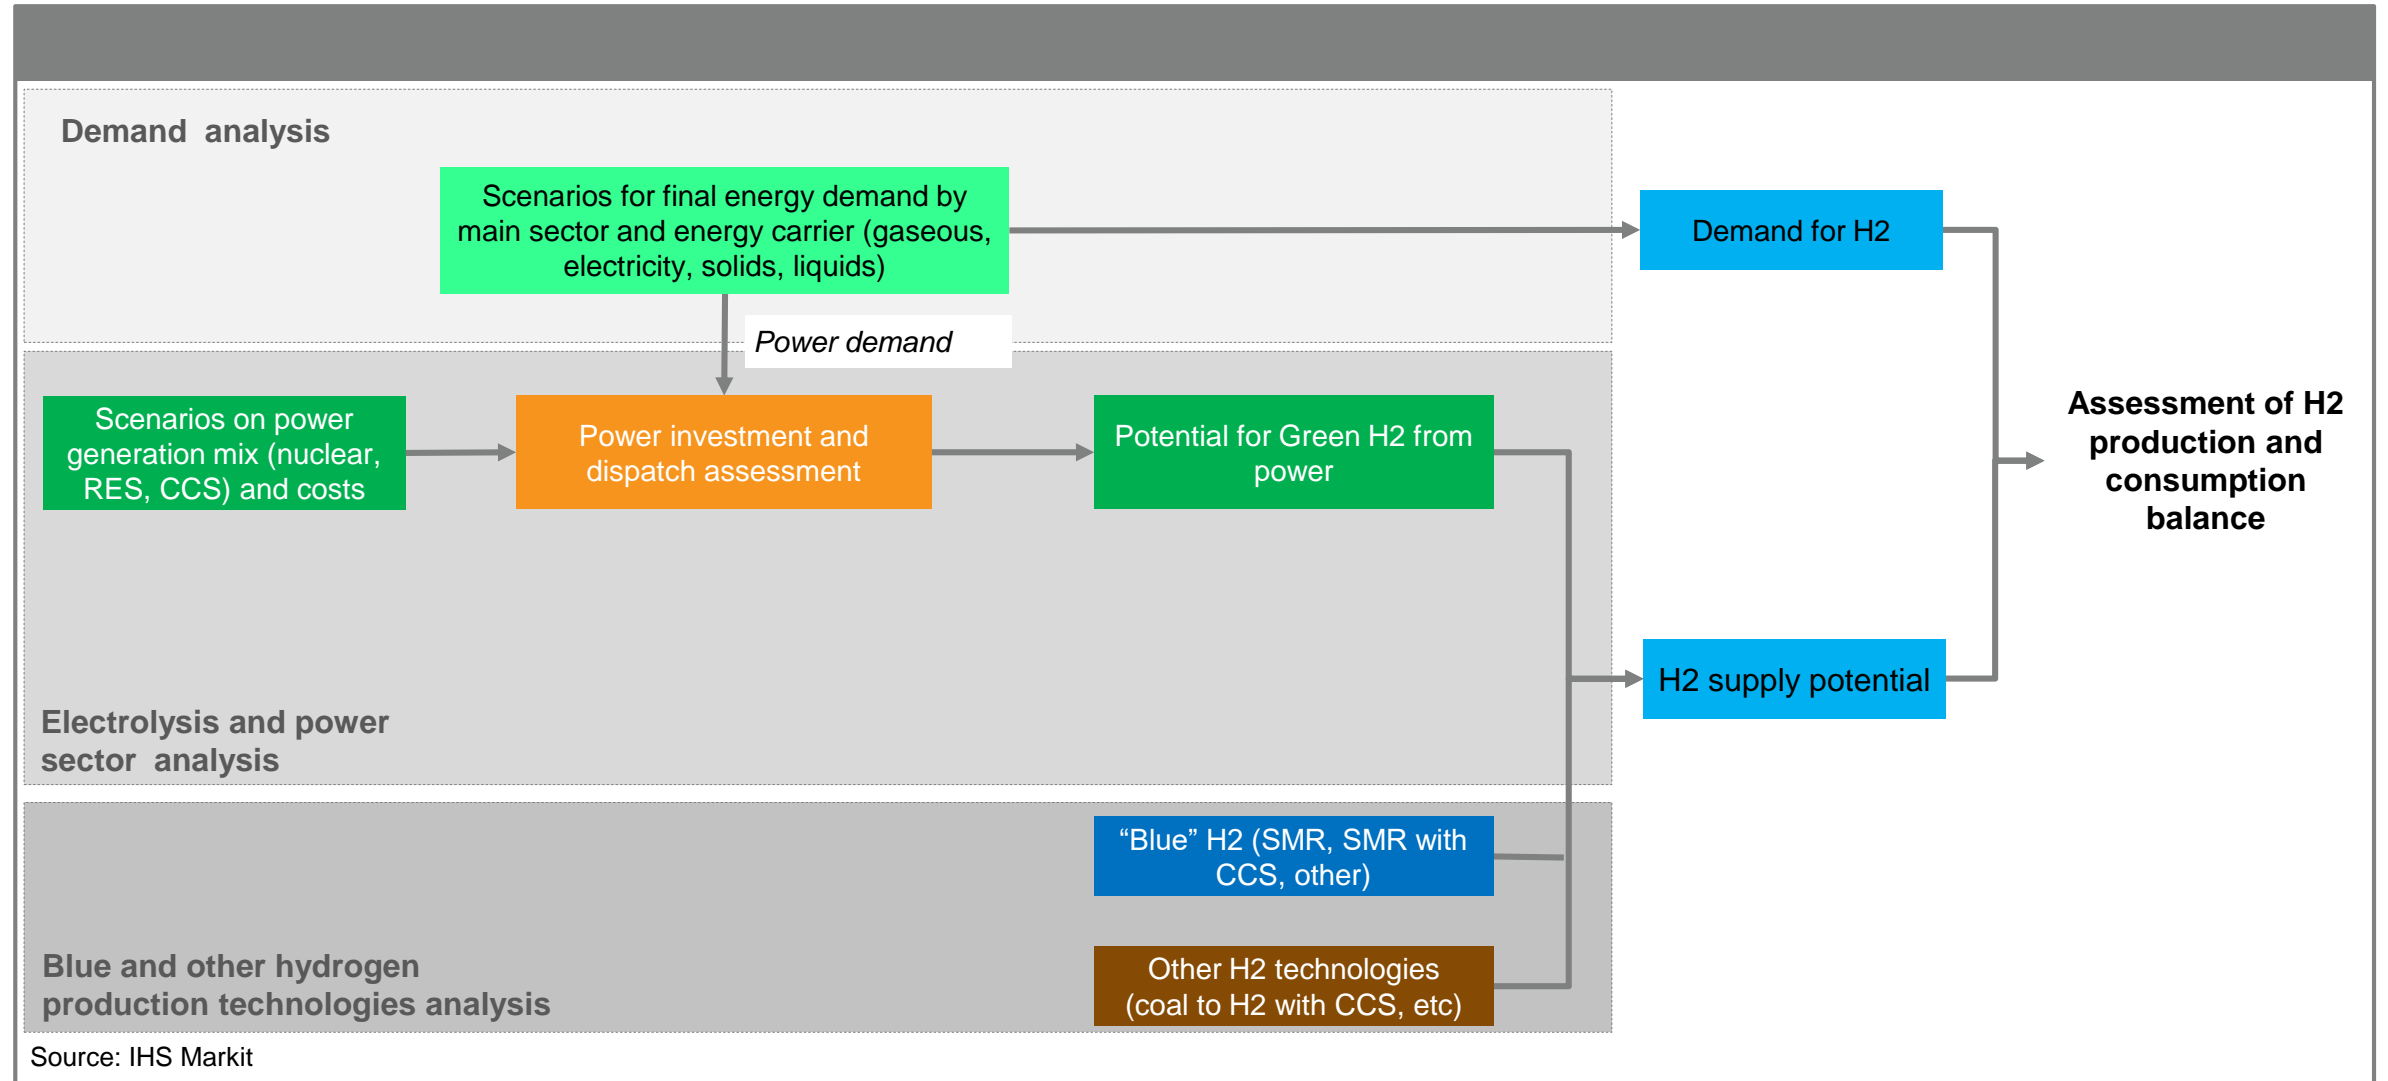 Demand analysis
Scenarios for final energy demand by
main sector and energy carrier (gaseous,
electricity, solids, liquids)
Demand for H2
Power demand
Scenarios on power
generation mix (nuclear,
RES, CCS) and costs
Power investment and
dispatch assessment
Potential for Green H2 from
power
Assessment of H2
production and
consumption
balance
H2 supply potential
Electrolysis and power
sector analysis
“Blue” H2 (SMR, SMR with
CCS, other)
Blue and other hydrogen
production technologies analysis
Other H2 technologies
(coal to H2 with CCS, etc)
Source: IHS Markit